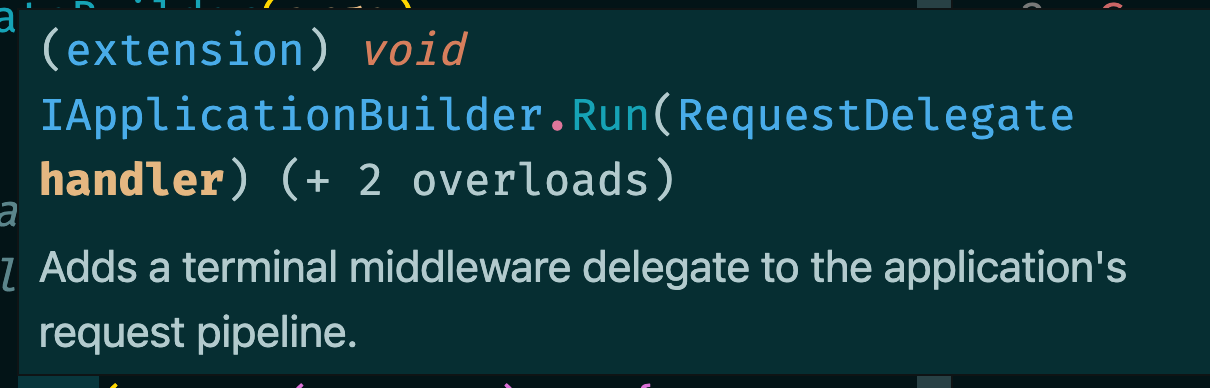 (extension) void
IApplicationBuilder.Run(RequestDelegate
handler) (+ 2 overloads)
Adds a terminal middleware delegate to the application's
request pipeline.